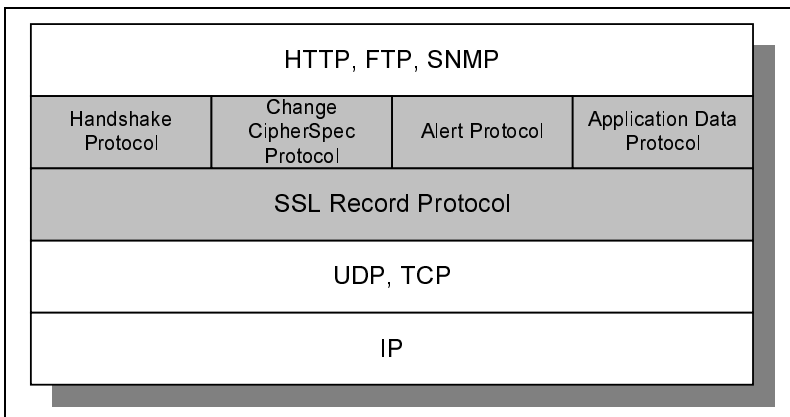 HTTP, FTP, SNMP
Handshake
Protocol
Change
CipherSpec
Protocol
Alert Protocol
Application Data
Protocol
SSL Record Protocol
UDP, TCP
IP